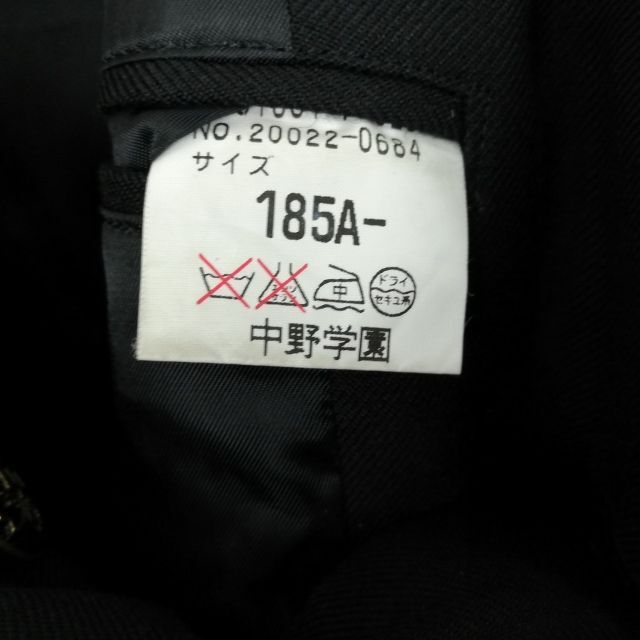 NO.20022-0684
サイズ
185A-
中 ドライ
セキユ系
中野学園